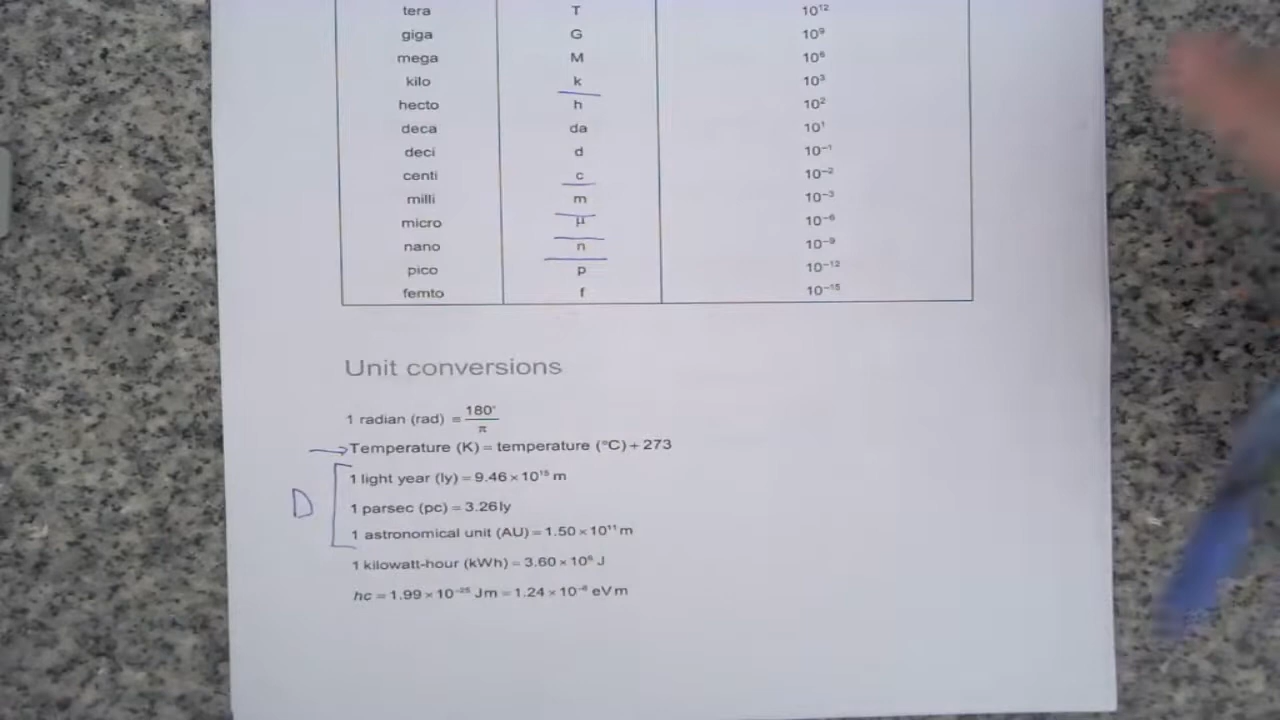 tera T 10¹²
giga G 10⁹
mega M 10⁶
kilo k 10³
hecto h 10²
deca da 10¹
deci d 10⁻¹
centi c 10⁻²
milli m 10⁻³
micro μ 10⁻⁶
nano n 10⁻⁹
pico p 10⁻¹²
femto f 10⁻¹⁵
Unit conversions
1 radian (rad) = 180°/π
Temperature (K) = temperature (°C) + 273
1 light year (ly) = 9.46 × 10¹⁵ m
D 1 parsec (pc) = 3.26 ly
1 astronomical unit (AU) = 1.50 × 10¹¹ m
1 kilowatt-hour (kWh) = 3.60 × 10⁶ J
hc = 1.99 × 10⁻²⁵ Jm = 1.24 × 10⁻⁶ eVm